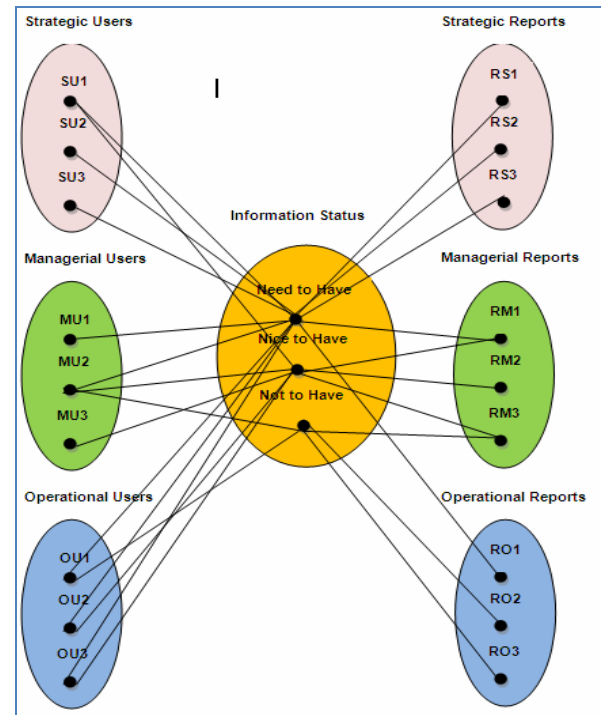 Strategic Users
Strategic Reports
SU1
SU2
SU3
RS1
RS2
RS3
Information Status
Managerial Users
Managerial Reports
Need to Have
Nice to Have
Not to Have
MU1
MU2
MU3
RM1
RM2
RM3
Operational Users
Operational Reports
OU1
OU2
OU3
RO1
RO2
RO3